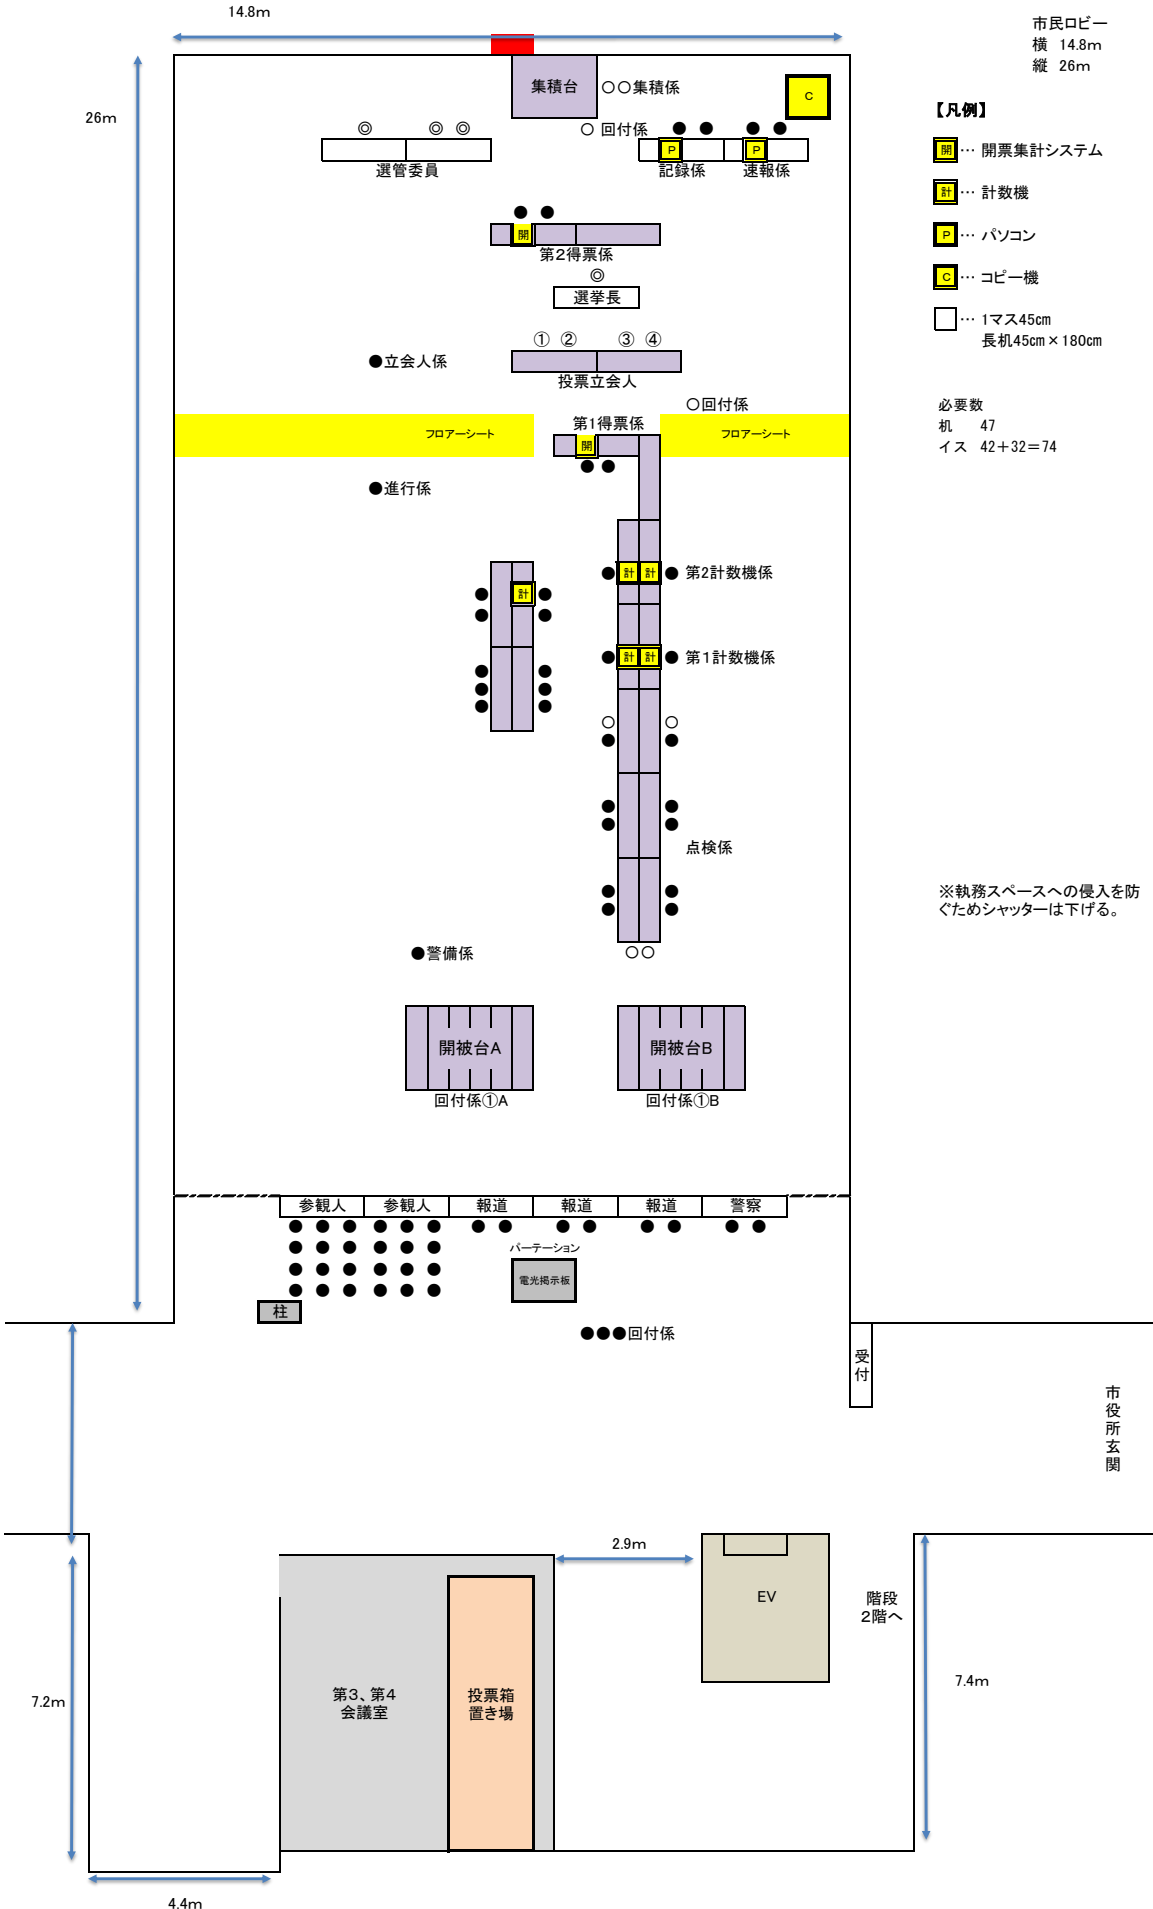 14.8m
市民ロビー
横 14.8m
縦 26m
26m
【凡例】
開 … 開票集計システム
計 … 計数機
P … パソコン
C … コピー機
… 1マス45cm
長机45cm×180cm
必要数
机 47
イス 42+32=74
※執務スペースへの侵入を防
ぐためシャッターは下げる。
集積台
○○集積係
C
◎ ◎ ◎
○ 回付係
● ● ● ●
P P
選管委員
記録係 速報係
● ●
開
第2得票係
◎
選挙長
① ② ③ ④
●立会人係
投票立会人
○回付係
第1得票係
フロアーシート
フロアーシート
開
● ●
●進行係
● 計 計 ● 第2計数機係
● 計 ●
● ●
● 計 計 ● 第1計数機係
● ●
● ●
● ●
○ ○
● ●
● ●
● ●
点検係
● ●
● ●
●警備係
○○
開被台A
開被台B
回付係①A
回付係①B
参観人 参観人 報道 報道 報道 警察
● ● ● ● ● ● ● ● ● ● ● ● ● ●
● ● ● ● ● ●
● ● ● ● ● ●
● ● ● ● ● ●
パーテーション
電光掲示板
柱
●●●回付係
受付
市役所玄関
2.9m
EV
階段
2階へ
7.2m
第3、第4
会議室
投票箱
置き場
7.4m
4.4m